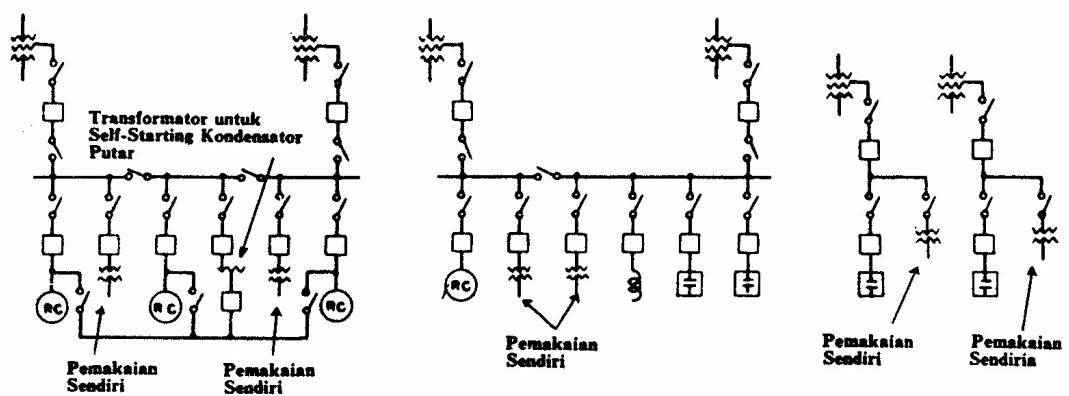 Transformator untuk
Self-Starting Kondensator
Putar
RC
RC
RC
Pemakaian
Sendiri
Pemakaian
Sendiri
RC
Pemakaian
Sendiri
Pemakaian
Sendiri
Pemakaian
Sendiria